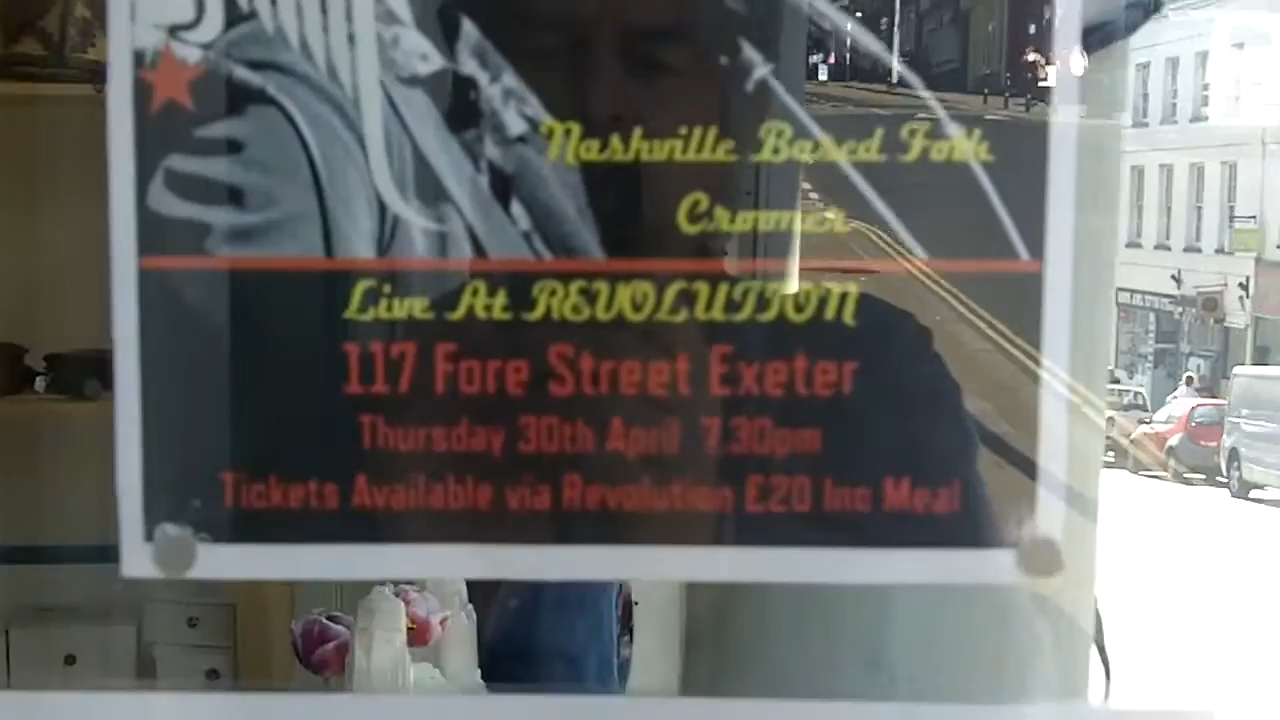 Nashville Based Folk
Crooner
Live At REVOLUTION
117 Fore Street Exeter
Thursday 30th April 7.30pm
Tickets Available via Revolution £20 Inc Meal